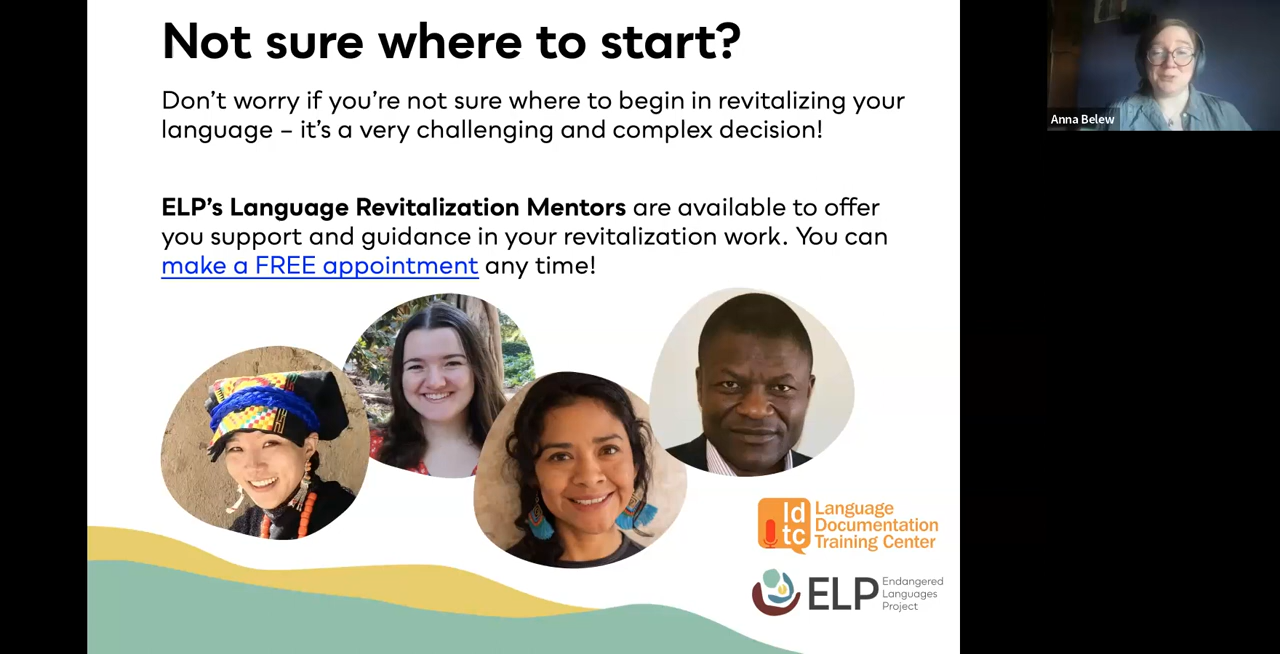 Not sure where to start?
Don't worry if you're not sure where to begin in revitalizing your
language – it's a very challenging and complex decision!
ELP's Language Revitalization Mentors are available to offer
you support and guidance in your revitalization work. You can
make a FREE appointment any time!
Anna Belew
ld
tc
Language
Documentation
Training Center
ELP
Endangered
Languages
Project